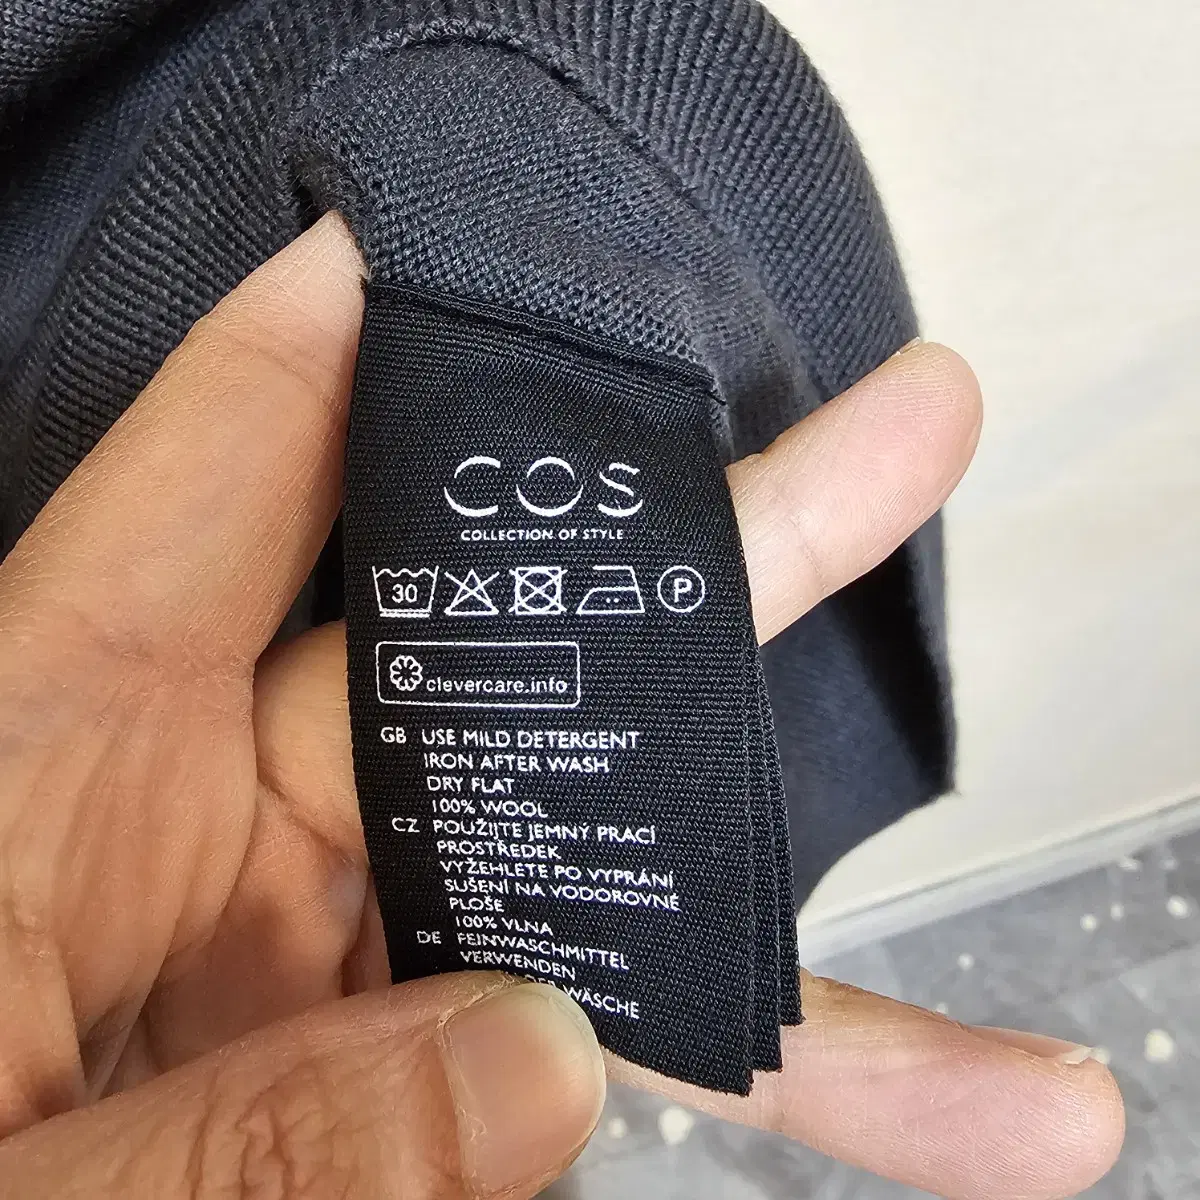 COS
COLLECTION OF STYLE
30 P
clevercare.info
GB USE MILD DETERGENT
IRON AFTER WASH
DRY FLAT
100% WOOL
CZ POUŽIJTE JEMNÝ PRACÍ
PROSTŘEDEK
VYŽEHLETE PO VYPRÁNÍ
SUŠENÍ NA VODOROVNÉ
PLOŠE
100% VLNA
DE FEINWASCHMITTEL
VERWENDEN
WÄSCHE